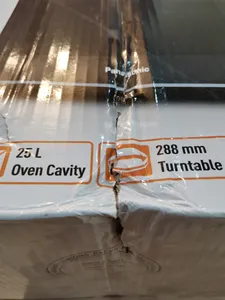 Panasonic
25 L
Oven Cavity
288 mm
Turntable